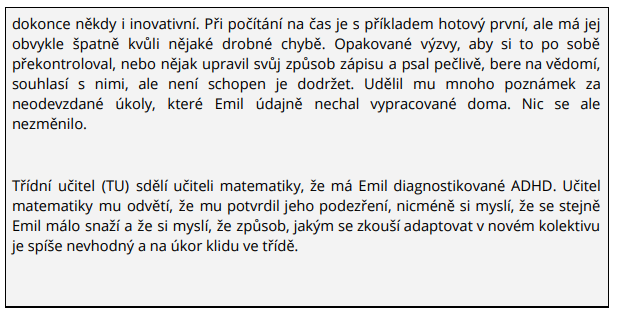 dokonce někdy i inovativní. Při počítání na čas je s příkladem hotový první, ale má jej
obvykle špatně kvůli nějaké drobné chybě. Opakované výzvy, aby si to po sobě
překontroloval, nebo nějak upravil svůj způsob zápisu a psal pečlivě, bere na vědomí,
souhlasí s nimi, ale není schopen je dodržet. Udělil mu mnoho poznámek za
neodevzdané úkoly, které Emil údajně nechal vypracované doma. Nic se ale
nezměnilo.
Třídní učitel (TU) sdělí učiteli matematiky, že má Emil diagnostikované ADHD. Učitel
matematiky mu odvětí, že mu potvrdil jeho podezření, nicméně si myslí, že se stejně
Emil málo snaží a že si myslí, že způsob, jakým se zkouší adaptovat v novém kolektivu
je spíše nevhodný a na úkor klidu ve třídě.